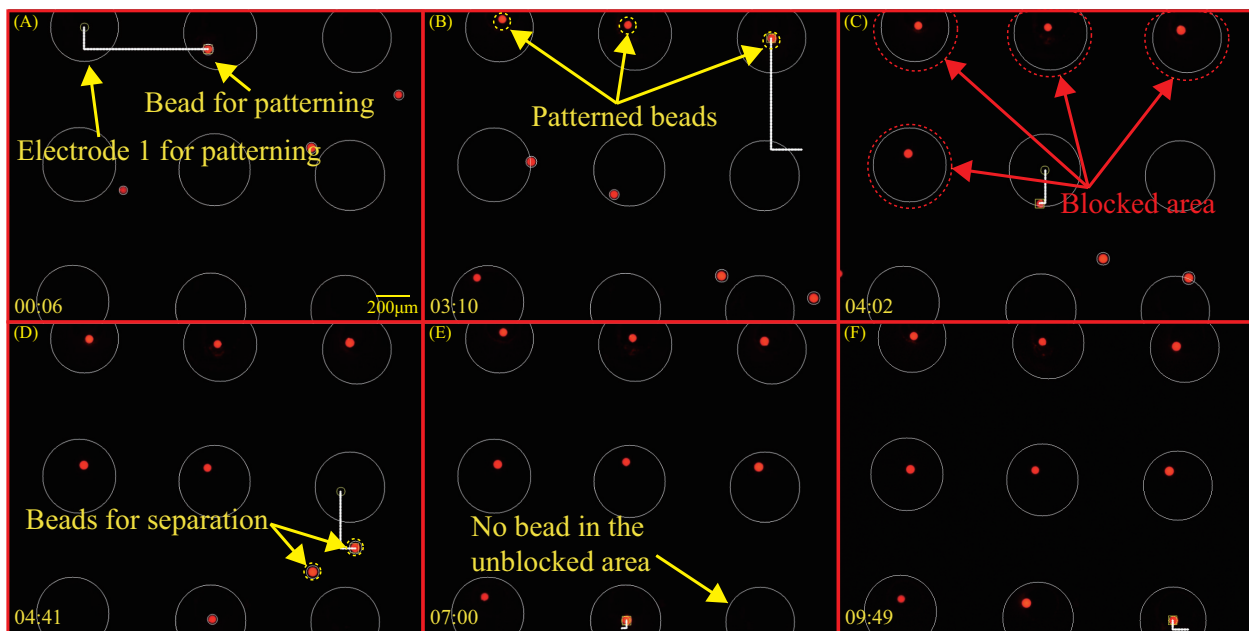 (A)
Bead for patterning
Electrode 1 for patterning
00:06
200μm
(B)
Patterned beads
03:10
(C)
Blocked area
04:02
(D)
Beads for separation
04:41
(E)
No bead in the
unblocked area
07:00
(F)
09:49